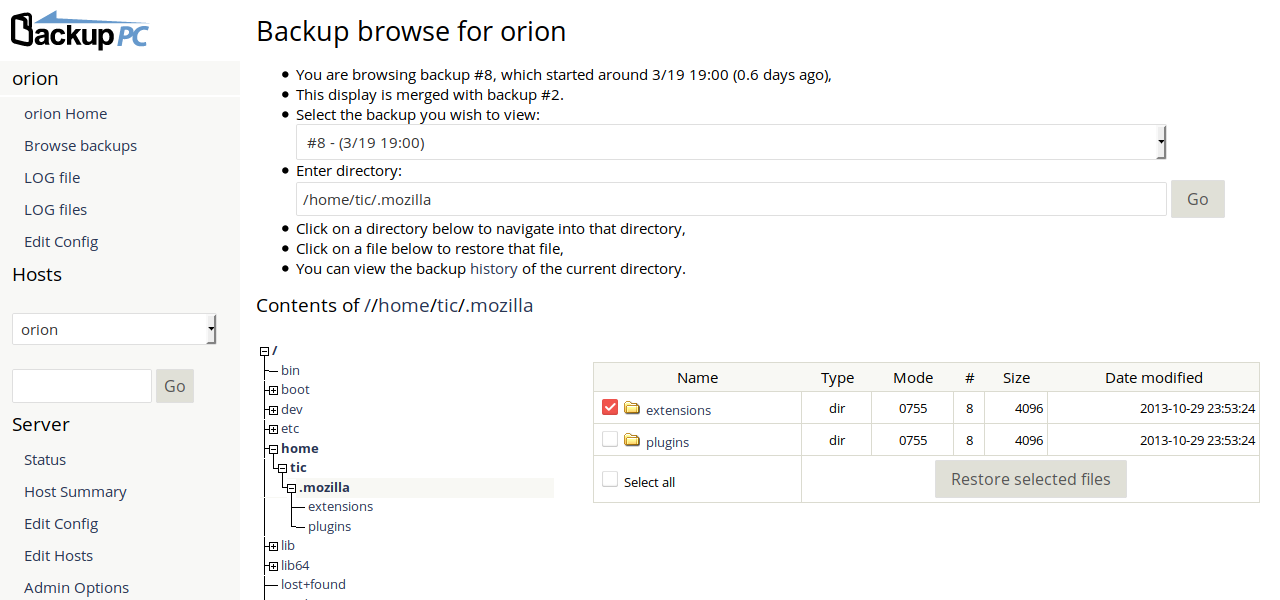 BackupPC
orion
orion Home
Browse backups
LOG file
LOG files
Edit Config
Hosts
orion
Go
Server
Status
Host Summary
Edit Config
Edit Hosts
Admin Options
Backup browse for orion
You are browsing backup #8, which started around 3/19 19:00 (0.6 days ago),
This display is merged with backup #2.
Select the backup you wish to view:
#8 - (3/19 19:00)
Enter directory:
/home/tic/.mozilla Go
Click on a directory below to navigate into that directory,
Click on a file below to restore that file,
You can view the backup history of the current directory.
Contents of //home/tic/.mozilla
/
bin
boot
dev
etc
home
tic
.mozilla
extensions
plugins
lib
lib64
lost+found
Name Type Mode # Size Date modified
extensions dir 0755 8 4096 2013-10-29 23:53:24
plugins dir 0755 8 4096 2013-10-29 23:53:24
Select all Restore selected files